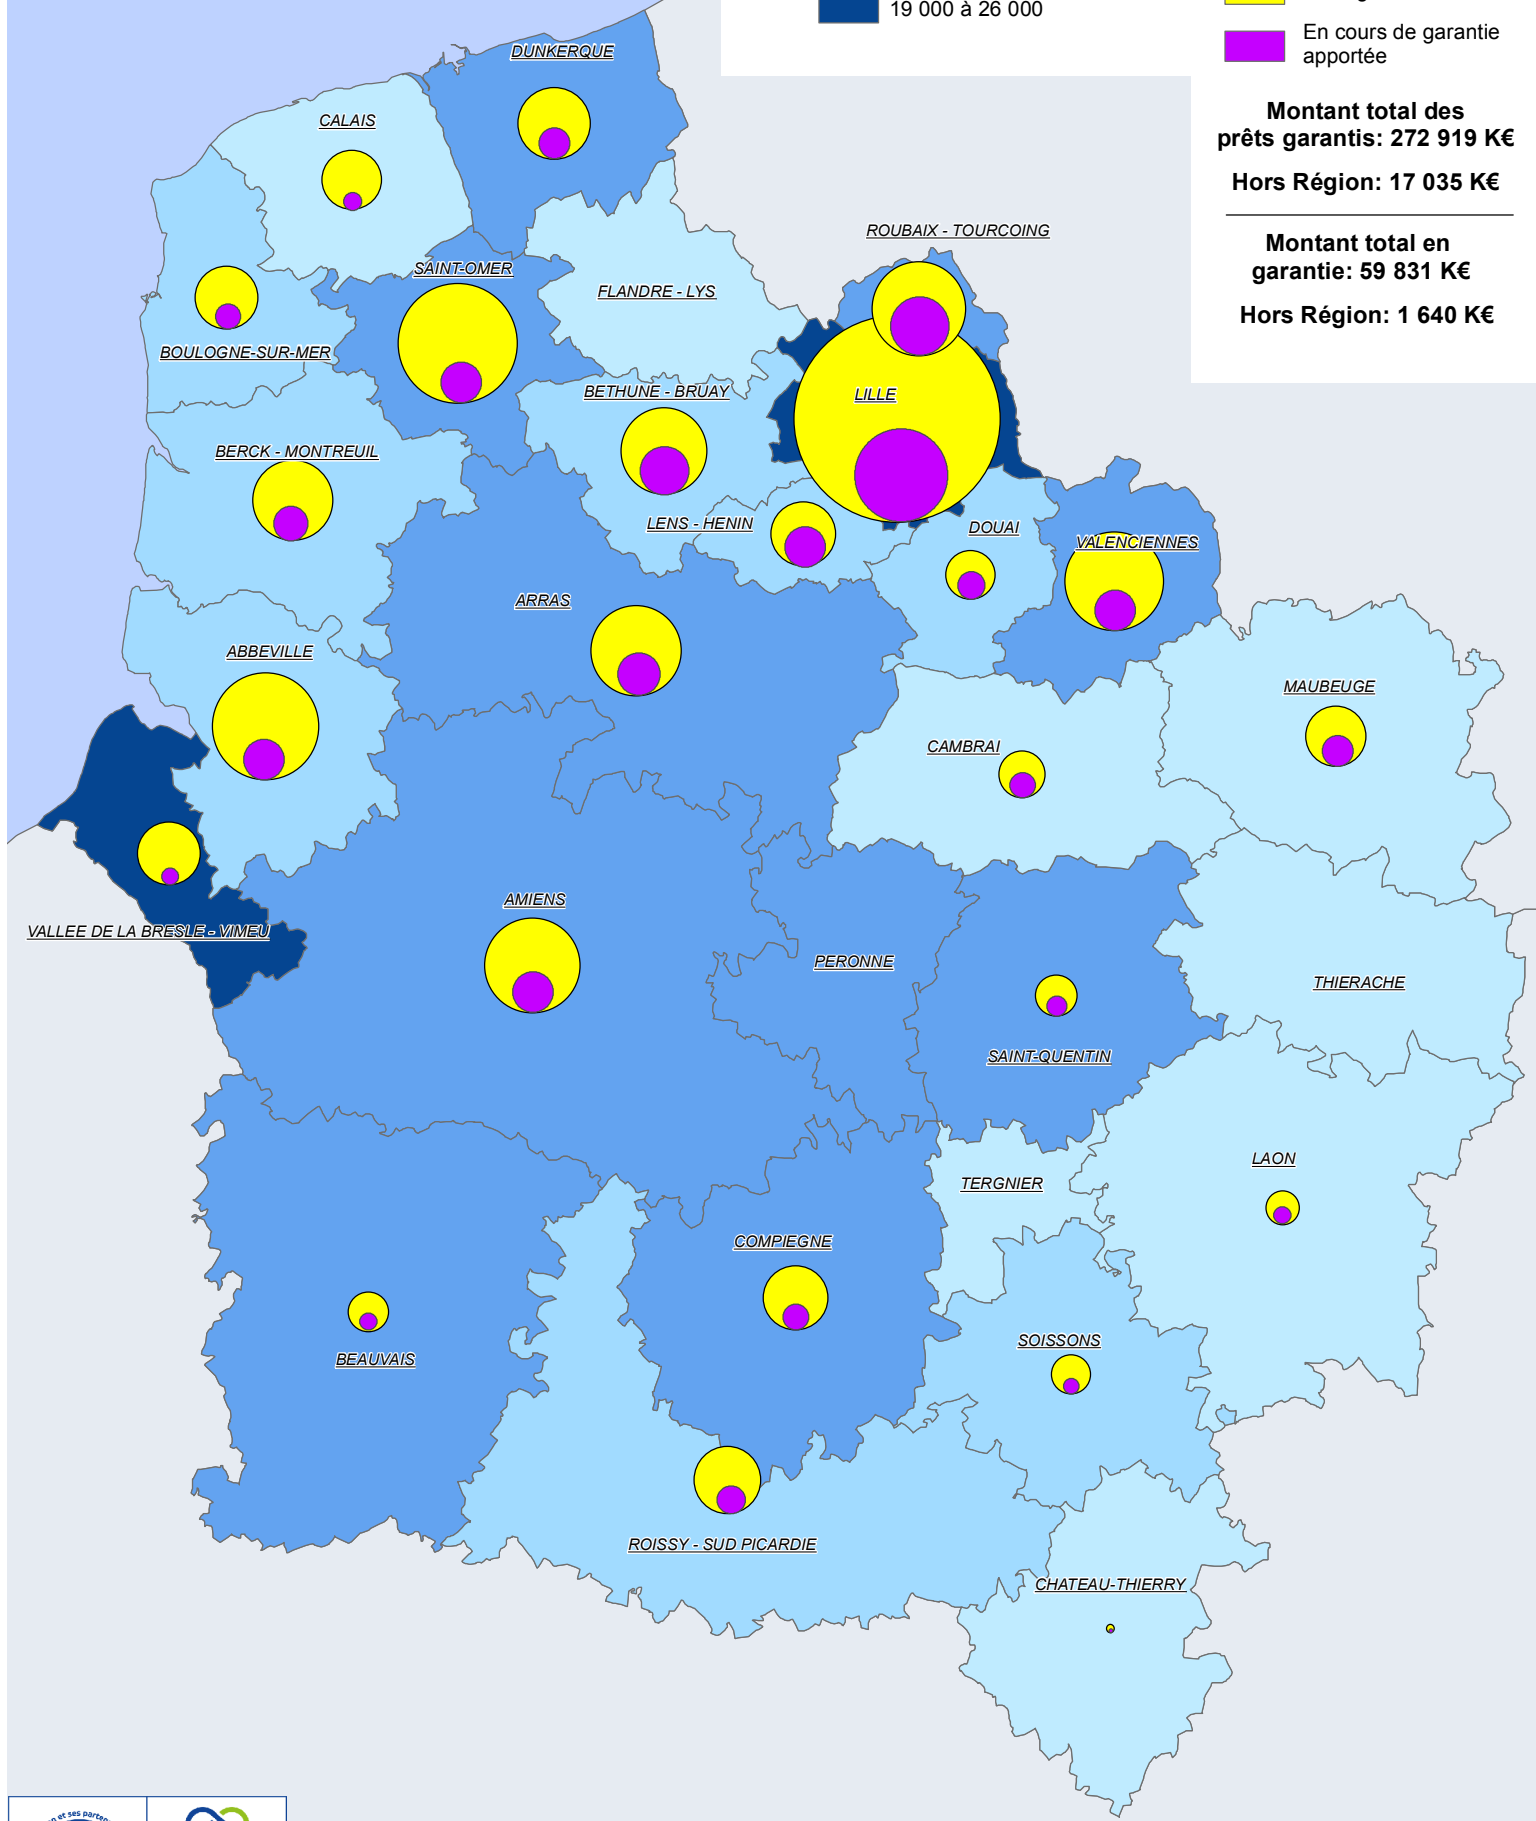 19 000 à 26 000
En cours de garantie
apportée
Montant total des
prêts garantis: 272 919 K€
Hors Région: 17 035 K€
Montant total en
garantie: 59 831 K€
Hors Région: 1 640 K€
DUNKERQUE
CALAIS
ROUBAIX - TOURCOING
SAINT-OMER
FLANDRE - LYS
BOULOGNE-SUR-MER
BETHUNE - BRUAY
LILLE
BERCK - MONTREUIL
LENS - HENIN
DOUAI
VALENCIENNES
ARRAS
ABBEVILLE
MAUBEUGE
CAMBRAI
AMIENS
VALLEE DE LA BRESLE - VIMEU
PERONNE
THIERACHE
SAINT-QUENTIN
LAON
TERGNIER
COMPIEGNE
SOISSONS
BEAUVAIS
ROISSY - SUD PICARDIE
CHATEAU-THIERRY
et ses